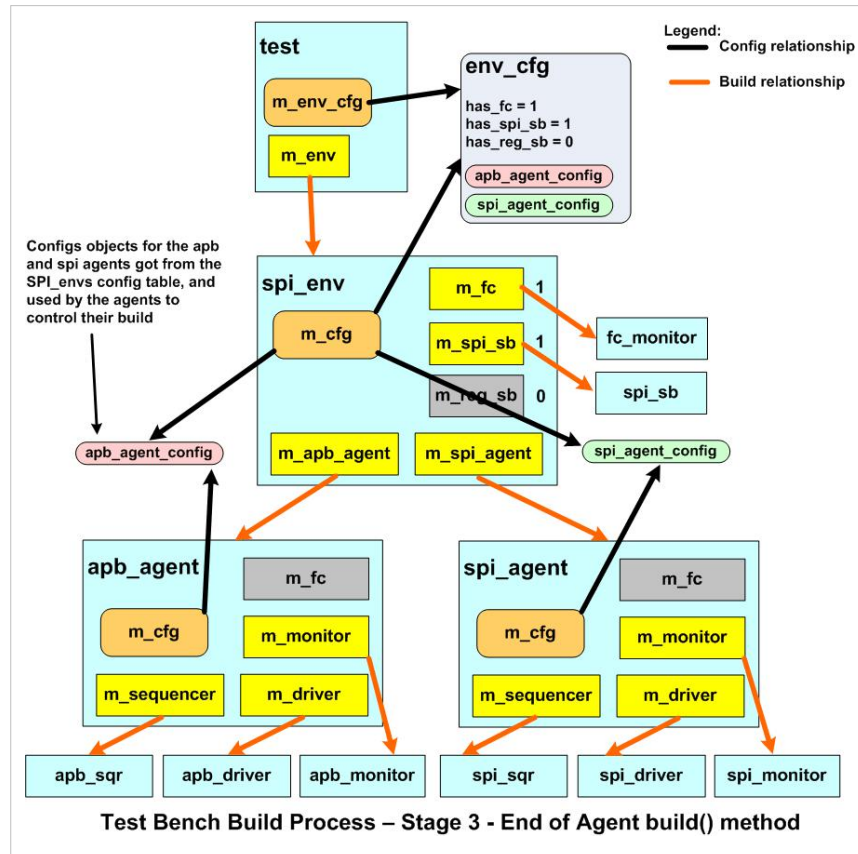 Legend:
Config relationship
Build relationship
test
m_env_cfg
m_env
env_cfg
has_fc = 1
has_spi_sb = 1
has_reg_sb = 0
apb_agent_config
spi_agent_config
Configs objects for the apb
and spi agents got from the
SPI_envs config table, and
used by the agents to
control their build
spi_env
m_cfg
m_fc 1
m_spi_sb 1
m_reg_sb 0
fc_monitor
spi_sb
m_apb_agent
m_spi_agent
apb_agent_config
spi_agent_config
apb_agent
m_fc
m_cfg
m_monitor
m_sequencer
m_driver
spi_agent
m_fc
m_cfg
m_monitor
m_sequencer
m_driver
apb_sqr
apb_driver
apb_monitor
spi_sqr
spi_driver
spi_monitor
Test Bench Build Process – Stage 3 - End of Agent build() method